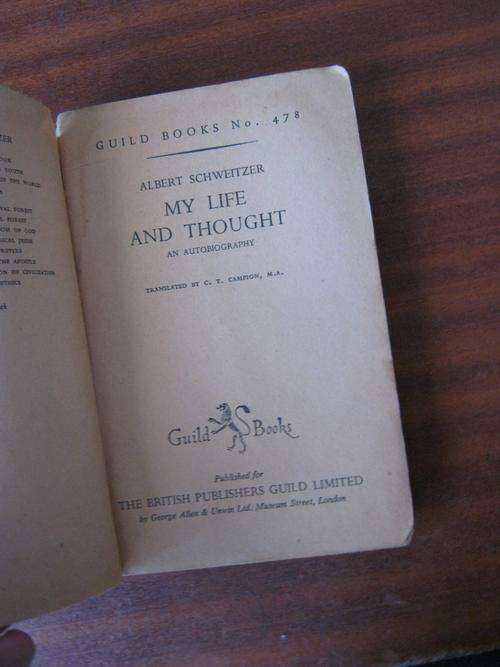 GUILD BOOKS No. 478
ALBERT SCHWEITZER
MY LIFE
AND THOUGHT
AN AUTOBIOGRAPHY
TRANSLATED BY C. T. CAMPION, M.A.
Guild Books
Published for
THE BRITISH PUBLISHERS GUILD LIMITED
by George Allen & Unwin Ltd. Museum Street, London